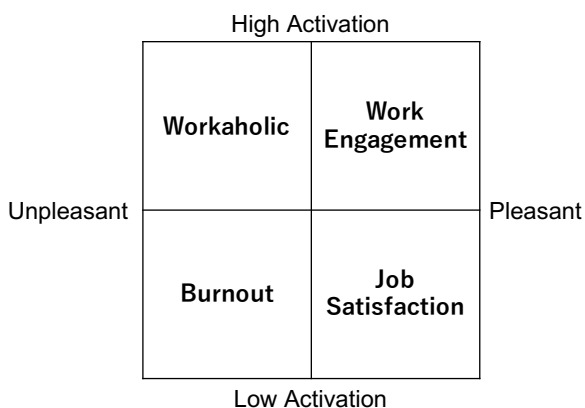 High Activation
Workaholic
Work
Engagement
Unpleasant
Pleasant
Burnout
Job
Satisfaction
Low Activation